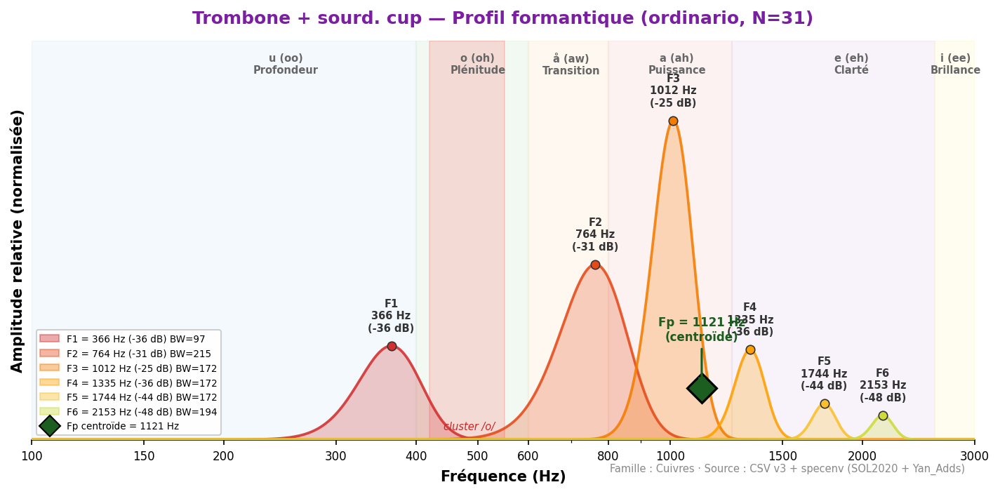 Trombone + sourd. cup — Profil formantique (ordinario, N=31)
u (oo)
Profondeur
o (oh)
Plénitude
å (aw)
Transition
a (ah)
Puissance
e (eh)
Clarté
i (ee)
Brillance
F3
1012 Hz
(-25 dB)
F2
764 Hz
(-31 dB)
F1
366 Hz
(-36 dB)
Fp = 1121 Hz
(centroïde)
F4
1335 Hz
(-36 dB)
F5
1744 Hz
(-44 dB)
F6
2153 Hz
(-48 dB)
cluster /o/
F1 = 366 Hz (-36 dB) BW=97
F2 = 764 Hz (-31 dB) BW=215
F3 = 1012 Hz (-25 dB) BW=172
F4 = 1335 Hz (-36 dB) BW=172
F5 = 1744 Hz (-44 dB) BW=172
F6 = 2153 Hz (-48 dB) BW=194
Fp centroïde = 1121 Hz
Amplitude relative (normalisée)
100 150 200 300 400 500 600 800 1000 1500 2000 3000
Fréquence (Hz)
Famille : Cuivres · Source : CSV v3 + specenv (SOL2020 + Yan_Adds)